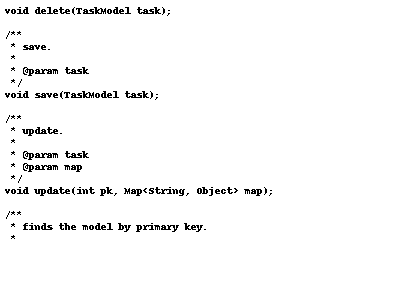 void delete(TaskModel task);

/**
 * save.
 *
 * @param task
 */
void save(TaskModel task);

/**
 * update.
 *
 * @param task
 * @param map
 */
void update(int pk, Map<String, Object> map);

/**
 * finds the model by primary key.
 *